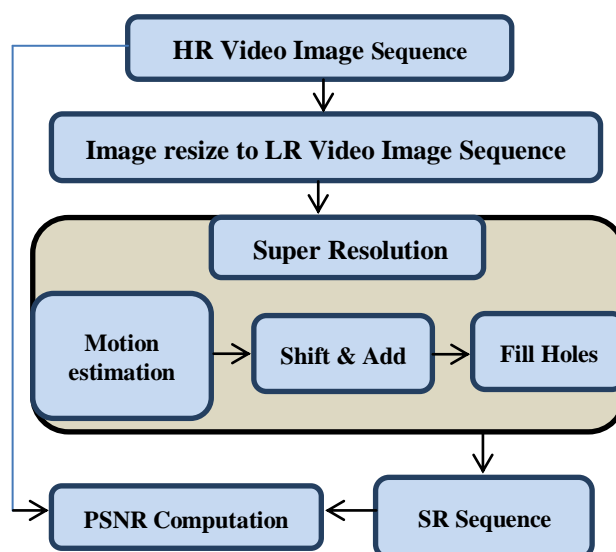 HR Video Image Sequence
Image resize to LR Video Image Sequence
Super Resolution
Motion
estimation
Shift & Add
Fill Holes
PSNR Computation
SR Sequence